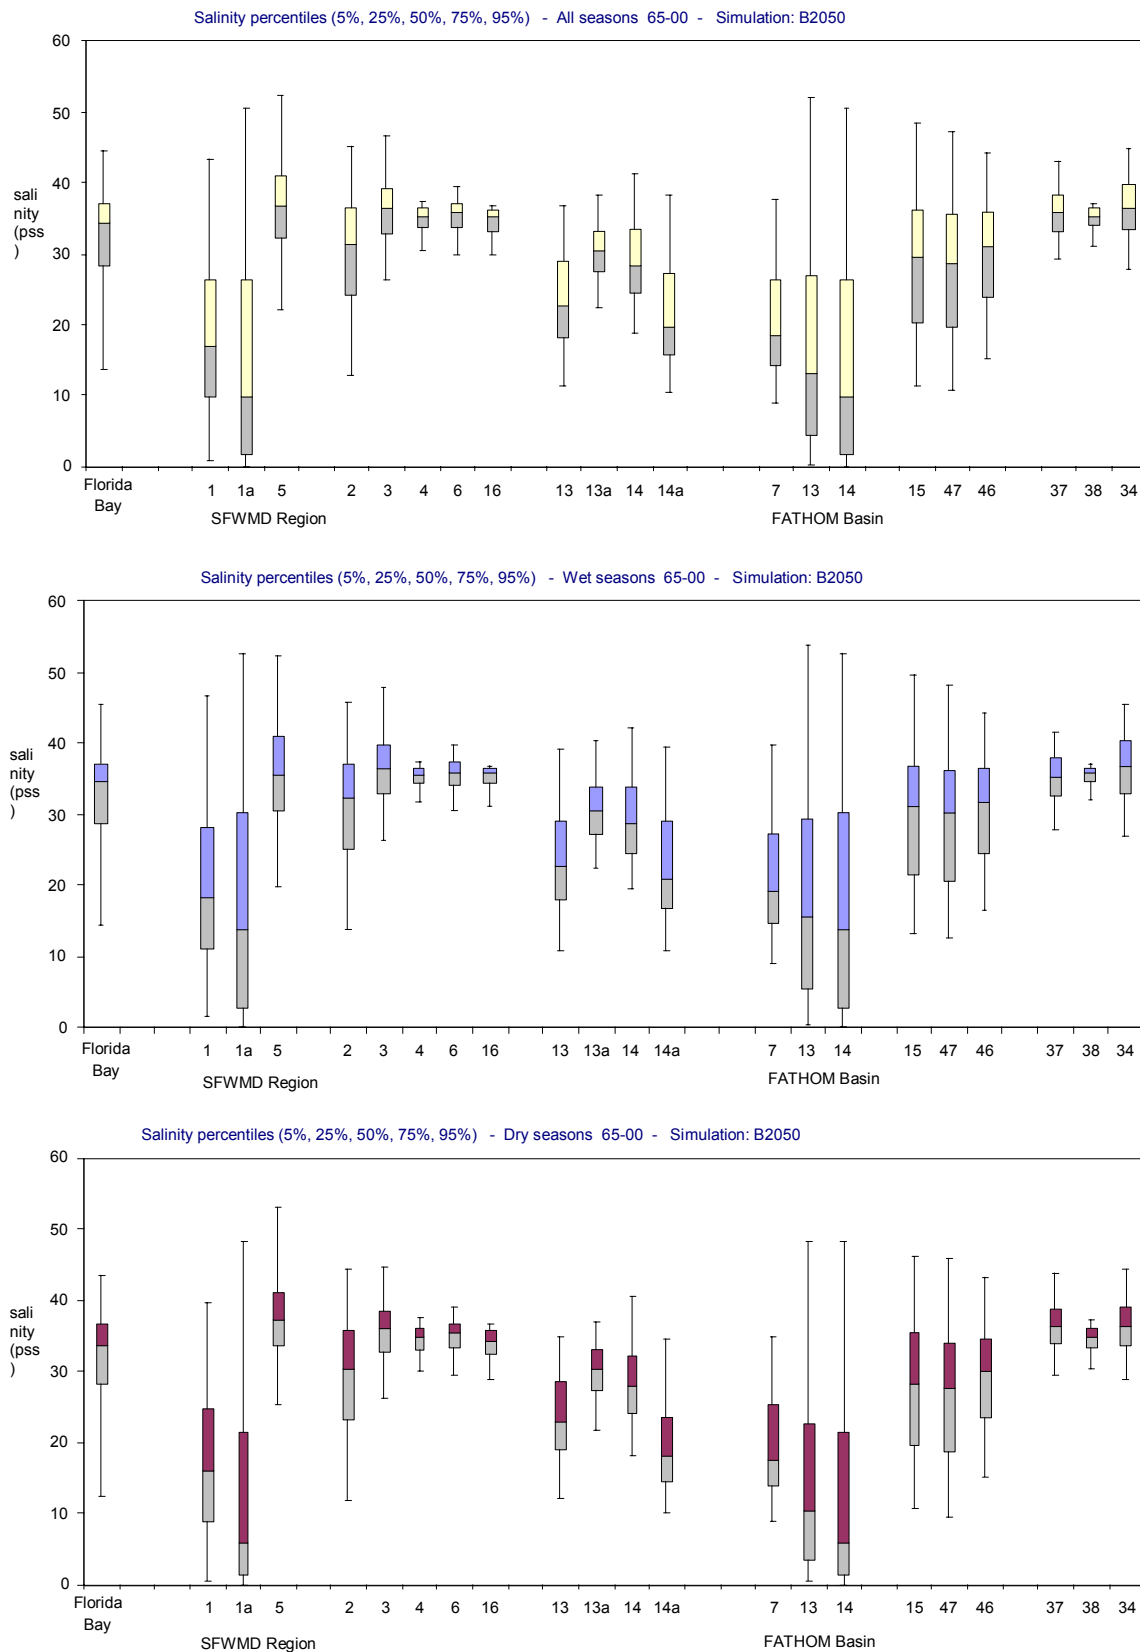 Salinity percentiles (5%, 25%, 50%, 75%, 95%) - All seasons 65-00 - Simulation: B2050
60
50
40
sali
nity
(pss
)
30
20
10
0
Florida
Bay
1 1a 5 2 3 4 6 16 13 13a 14 14a 7 13 14 15 47 46 37 38 34
SFWMD Region FATHOM Basin
Salinity percentiles (5%, 25%, 50%, 75%, 95%) - Wet seasons 65-00 - Simulation: B2050
60
50
40
sali
nity
(pss
)
30
20
10
0
Florida
Bay
1 1a 5 2 3 4 6 16 13 13a 14 14a 7 13 14 15 47 46 37 38 34
SFWMD Region FATHOM Basin
Salinity percentiles (5%, 25%, 50%, 75%, 95%) - Dry seasons 65-00 - Simulation: B2050
60
50
40
sali
nity
(pss
)
30
20
10
0
Florida
Bay
1 1a 5 2 3 4 6 16 13 13a 14 14a 7 13 14 15 47 46 37 38 34
SFWMD Region FATHOM Basin